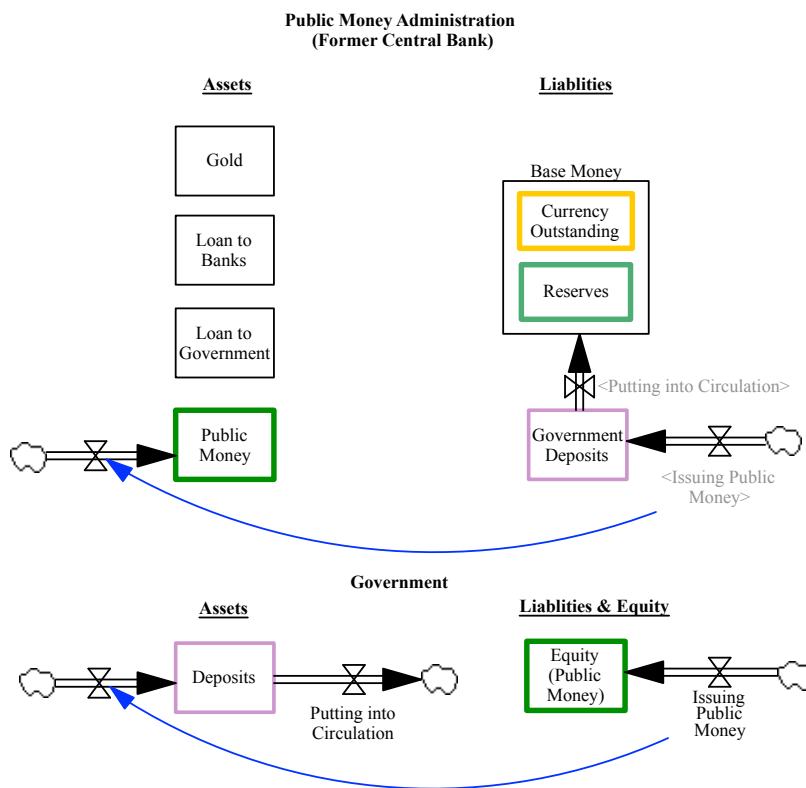 Public Money Administration
(Former Central Bank)
Assets
Liablities
Gold
Base Money
Currency
Outstanding
Loan to
Banks
Reserves
Loan to
Government
<Putting into Circulation>
Public
Money
Government
Deposits
<Issuing Public
Money>
Government
Assets
Liablities & Equity
Deposits
Equity
(Public
Money)
Putting into
Circulation
Issuing
Public
Money